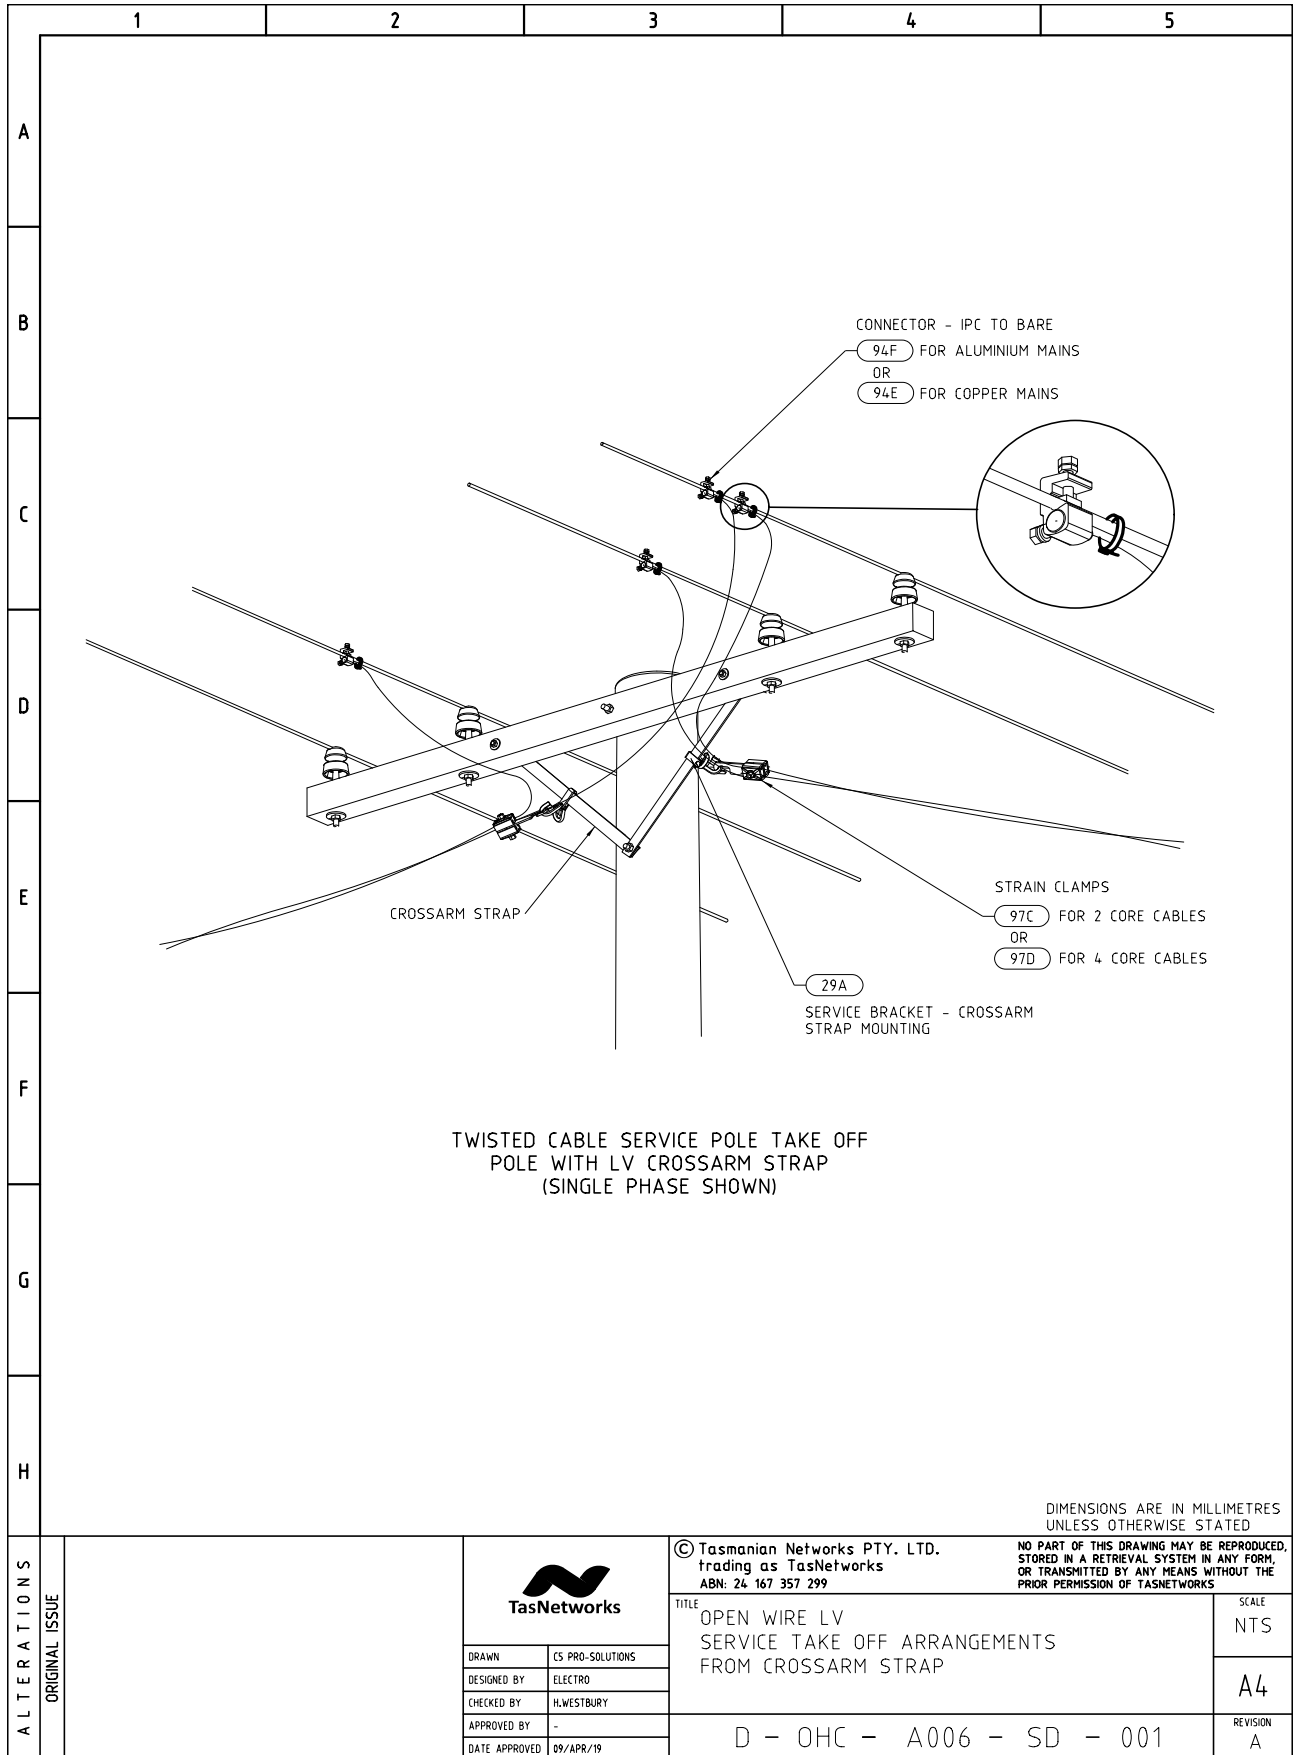 1 2 3 4 5
A
B
C
D
E
F
G
H
CONNECTOR - IPC TO BARE
94F FOR ALUMINIUM MAINS
OR
94E FOR COPPER MAINS
CROSSARM STRAP
STRAIN CLAMPS
97C FOR 2 CORE CABLES
OR
97D FOR 4 CORE CABLES
29A
SERVICE BRACKET - CROSSARM
STRAP MOUNTING
TWISTED CABLE SERVICE POLE TAKE OFF
POLE WITH LV CROSSARM STRAP
(SINGLE PHASE SHOWN)
DIMENSIONS ARE IN MILLIMETRES
UNLESS OTHERWISE STATED
ALTERATIONS
ORIGINAL ISSUE
TasNetworks
DRAWN C5 PRO-SOLUTIONS
DESIGNED BY ELECTRO
CHECKED BY H.WESTBURY
APPROVED BY -
DATE APPROVED 09/APR/19
© Tasmanian Networks PTY. LTD.
trading as TasNetworks
ABN: 24 167 357 299
NO PART OF THIS DRAWING MAY BE REPRODUCED,
STORED IN A RETRIEVAL SYSTEM IN ANY FORM,
OR TRANSMITTED BY ANY MEANS WITHOUT THE
PRIOR PERMISSION OF TASNETWORKS
TITLE
OPEN WIRE LV
SERVICE TAKE OFF ARRANGEMENTS
FROM CROSSARM STRAP
SCALE
NTS
A4
D - OHC - A006 - SD - 001
REVISION
A